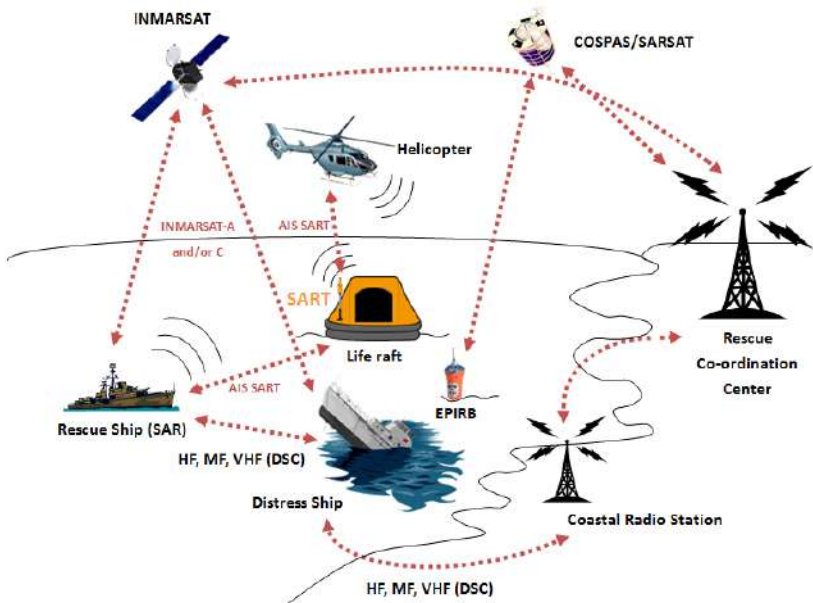 INMARSAT
COSPAS/SARSAT
Helicopter
INMARSAT-A
and/or C
AIS SART
SART
Life raft
Rescue
Co-ordination
Center
AIS SART
EPIRB
Rescue Ship (SAR)
HF, MF, VHF (DSC)
Distress Ship
Coastal Radio Station
HF, MF, VHF (DSC)